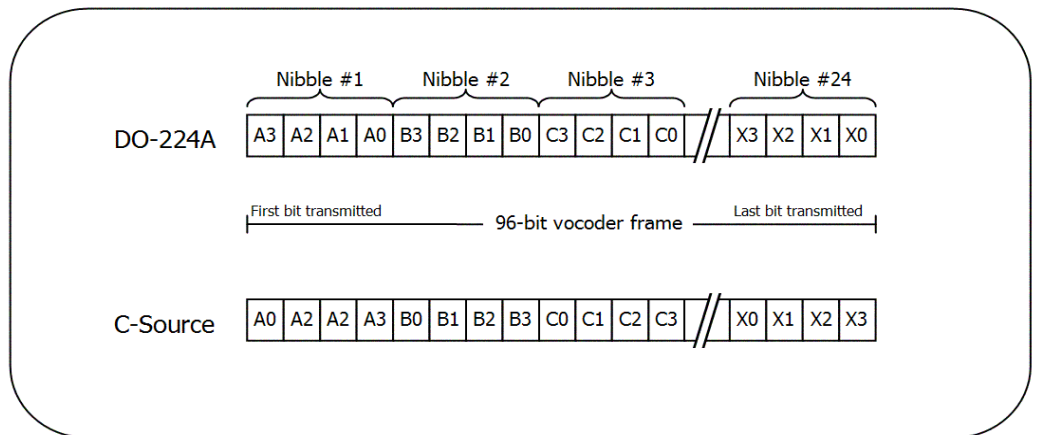 Nibble #1 Nibble #2 Nibble #3 Nibble #24
DO-224A A3 A2 A1 A0 B3 B2 B1 B0 C3 C2 C1 C0 X3 X2 X1 X0
First bit transmitted Last bit transmitted
96-bit vocoder frame
C-Source A0 A2 A2 A3 B0 B1 B2 B3 C0 C1 C2 C3 X0 X1 X2 X3